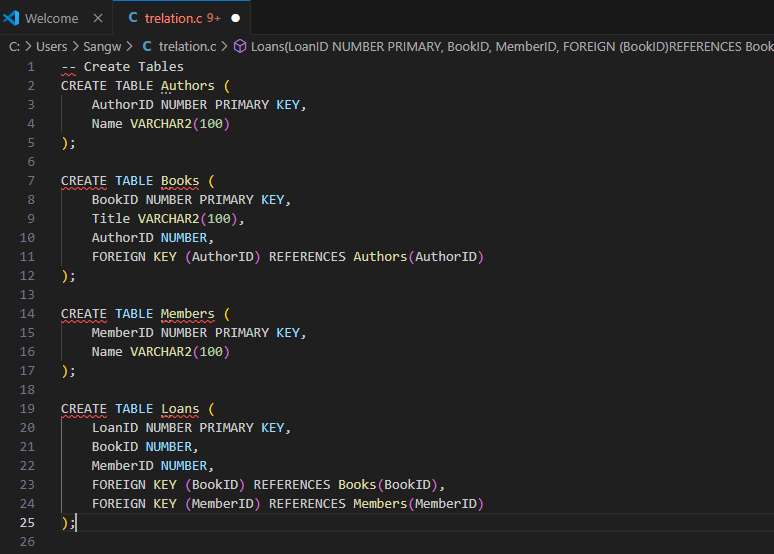 Welcome
trelation.c 9+
C: > Users > Sangw > C trelation.c > Loans(LoanID NUMBER PRIMARY, BookID, MemberID, FOREIGN (BookID)REFERENCES Book
1 -- Create Tables
2 CREATE TABLE Authors (
3 AuthorID NUMBER PRIMARY KEY,
4 Name VARCHAR2(100)
5 );
6
7 CREATE TABLE Books (
8 BookID NUMBER PRIMARY KEY,
9 Title VARCHAR2(100),
10 AuthorID NUMBER,
11 FOREIGN KEY (AuthorID) REFERENCES Authors(AuthorID)
12 );
13
14 CREATE TABLE Members (
15 MemberID NUMBER PRIMARY KEY,
16 Name VARCHAR2(100)
17 );
18
19 CREATE TABLE Loans (
20 LoanID NUMBER PRIMARY KEY,
21 BookID NUMBER,
22 MemberID NUMBER,
23 FOREIGN KEY (BookID) REFERENCES Books(BookID),
24 FOREIGN KEY (MemberID) REFERENCES Members(MemberID)
25 );
26